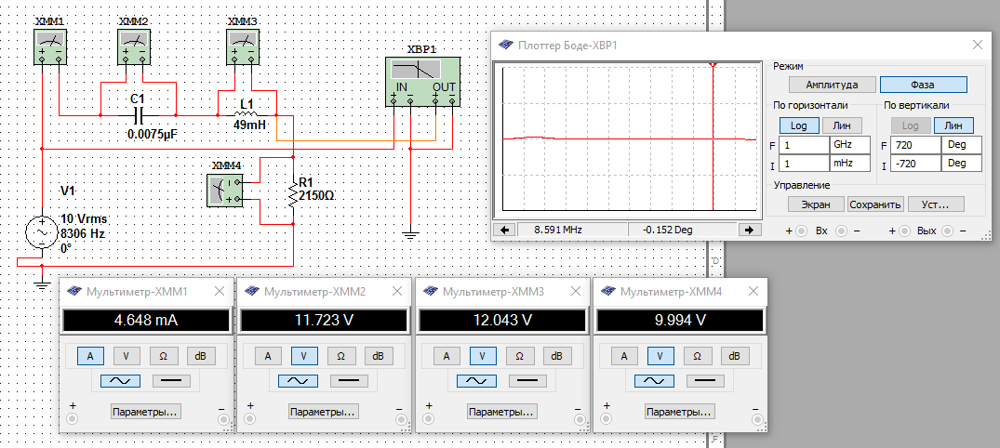 XMM1
XMM2
XMM3
XBP1
IN OUT
C1
0.0075µF
L1
49mH
XMM4
R1
2150Ω
V1
10 Vrms
8306 Hz
0°
Плоттер Боде-XBP1
Режим
Амплитуда
Фаза
По горизонтали
По вертикали
Log
Лин
Log
Лин
F 1 GHz
F 720 Deg
I 1 mHz
I -720 Deg
Управление
Экран
Сохранить
Уст...
8.591 MHz
-0.152 Deg
+ Вх −
+ Вых −
D
Мультиметр-XMM1
4.648 mA
A V Ω dB
+ Параметры... −
Мультиметр-XMM2
11.723 V
A V Ω dB
+ Параметры... −
Мультиметр-XMM3
12.043 V
A V Ω dB
+ Параметры... −
Мультиметр-XMM4
9.994 V
A V Ω dB
+ Параметры... −